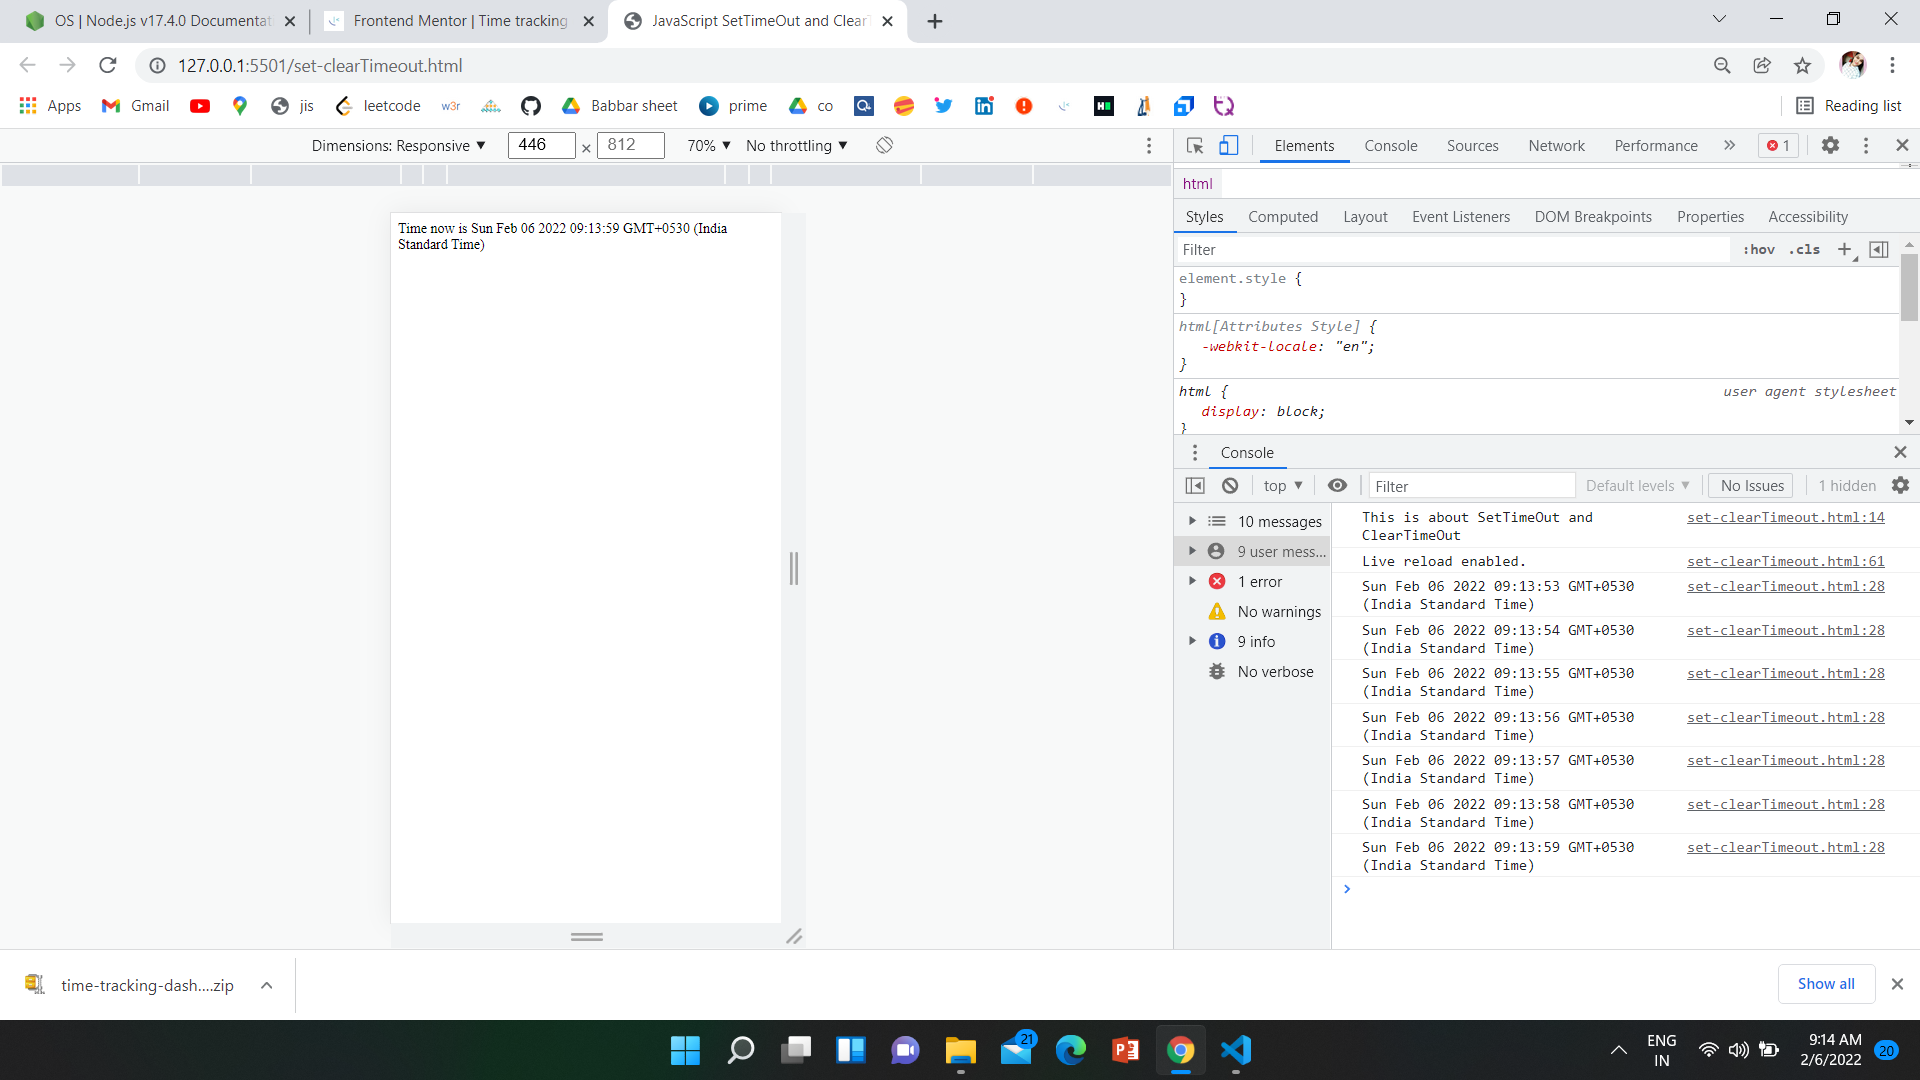 OS | Node.js v17.4.0 Documentat
Frontend Mentor | Time tracking
JavaScript SetTimeOut and ClearT
127.0.0.1:5501/set-clearTimeout.html
Apps
Gmail
jis
leetcode
w3r
Babbar sheet
prime
co
Reading list
Dimensions: Responsive ▼ 446 × 812 70% ▼ No throttling ▼
Elements Console Sources Network Performance » 1
html
Styles Computed Layout Event Listeners DOM Breakpoints Properties Accessibility
Filter :hov .cls +
element.style {
}
html[Attributes Style] {
-webkit-locale: "en";
}
html { user agent stylesheet
display: block;
}
Time now is Sun Feb 06 2022 09:13:59 GMT+0530 (India
Standard Time)
Console
top ▼ Filter Default levels ▼ No Issues 1 hidden
10 messages
9 user mess...
1 error
No warnings
9 info
No verbose
This is about SetTimeOut and set-clearTimeout.html:14
ClearTimeOut
Live reload enabled. set-clearTimeout.html:61
Sun Feb 06 2022 09:13:53 GMT+0530 set-clearTimeout.html:28
(India Standard Time)
Sun Feb 06 2022 09:13:54 GMT+0530 set-clearTimeout.html:28
(India Standard Time)
Sun Feb 06 2022 09:13:55 GMT+0530 set-clearTimeout.html:28
(India Standard Time)
Sun Feb 06 2022 09:13:56 GMT+0530 set-clearTimeout.html:28
(India Standard Time)
Sun Feb 06 2022 09:13:57 GMT+0530 set-clearTimeout.html:28
(India Standard Time)
Sun Feb 06 2022 09:13:58 GMT+0530 set-clearTimeout.html:28
(India Standard Time)
Sun Feb 06 2022 09:13:59 GMT+0530 set-clearTimeout.html:28
(India Standard Time)
time-tracking-dash....zip
Show all
21
ENG
IN
9:14 AM
2/6/2022
20